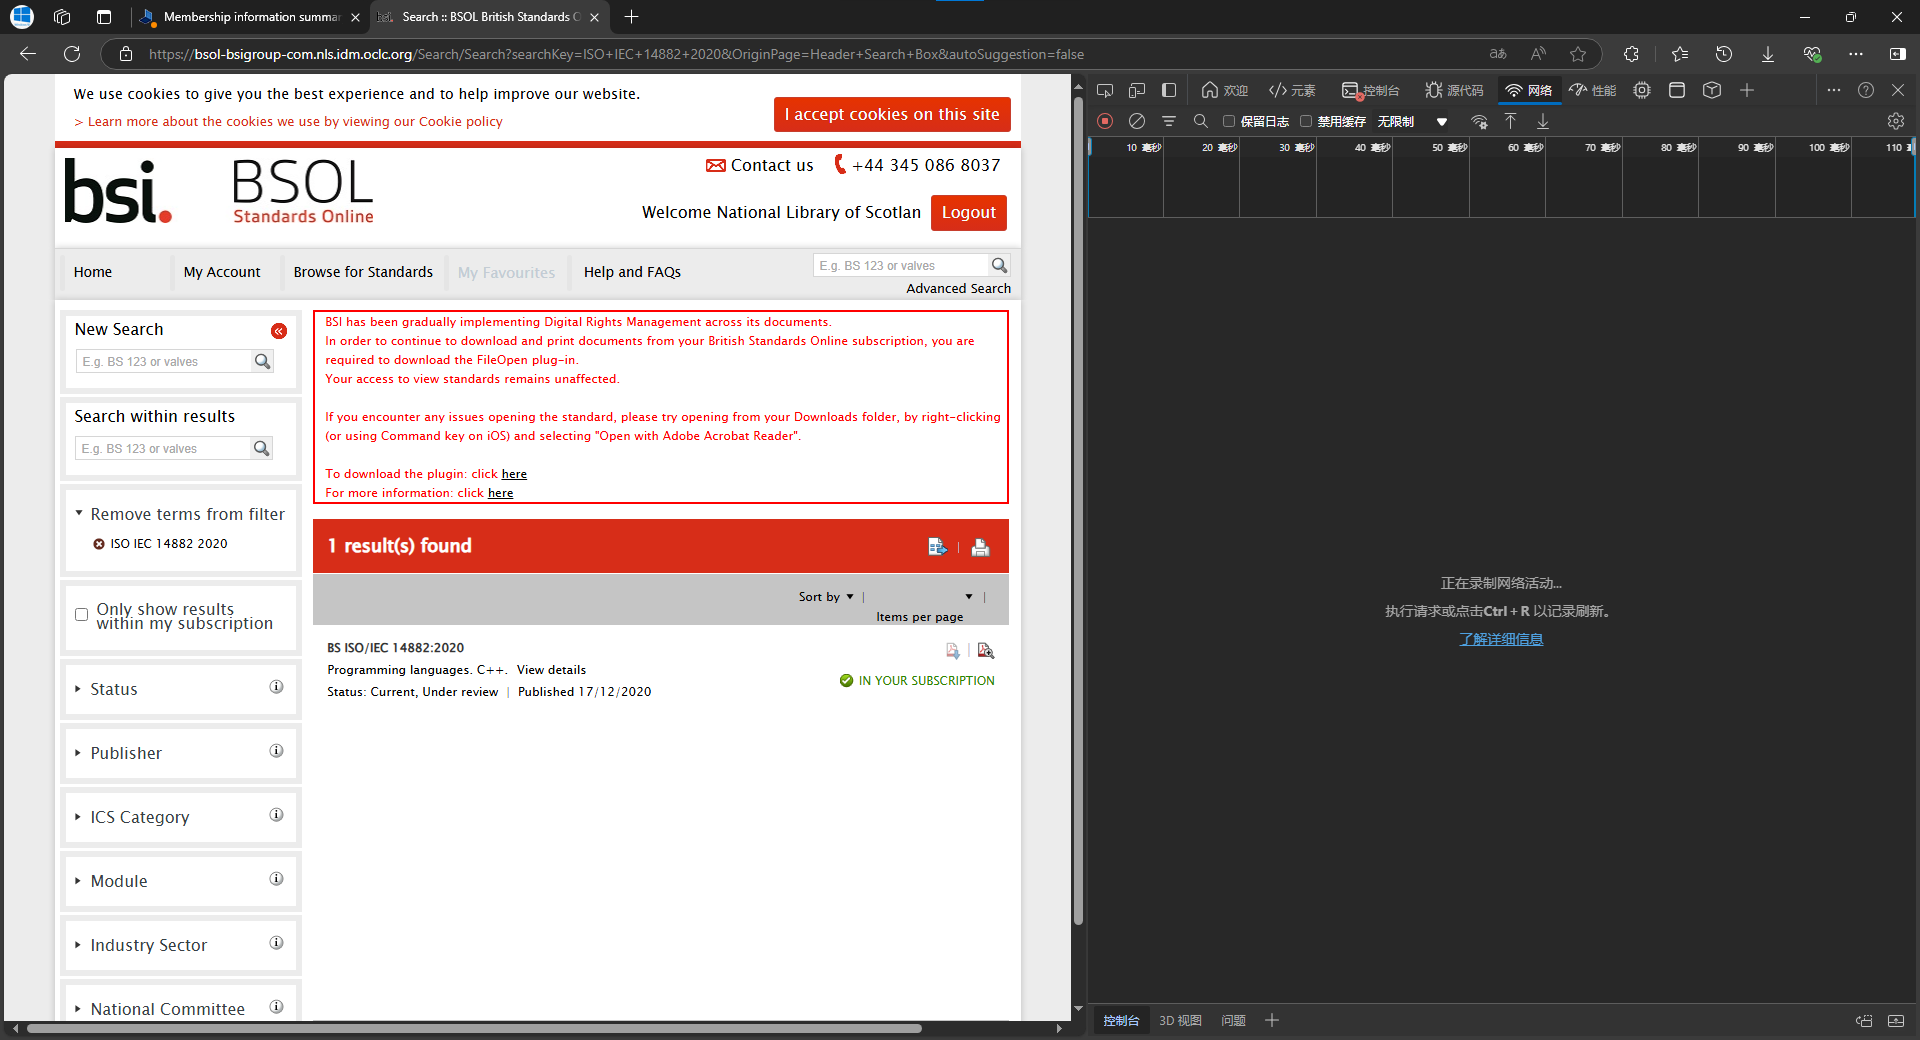 Membership information summar
Search :: BSOL British Standards O
https://bsol-bsigroup-com.nls.idm.oclc.org/Search/Search?searchKey=ISO+IEC+14882+2020&OriginPage=Header+Search+Box&autoSuggestion=false
We use cookies to give you the best experience and to help improve our website.
> Learn more about the cookies we use by viewing our Cookie policy
I accept cookies on this site
bsi.
BSOL
Standards Online
Contact us
+44 345 086 8037
Welcome National Library of Scotlan
Logout
Home
My Account
Browse for Standards
My Favourites
Help and FAQs
E.g. BS 123 or valves
Advanced Search
New Search
E.g. BS 123 or valves
Search within results
E.g. BS 123 or valves
Remove terms from filter
ISO IEC 14882 2020
Only show results
within my subscription
Status
Publisher
ICS Category
Module
Industry Sector
National Committee
BSI has been gradually implementing Digital Rights Management across its documents.
In order to continue to download and print documents from your British Standards Online subscription, you are
required to download the FileOpen plug-in.
Your access to view standards remains unaffected.
If you encounter any issues opening the standard, please try opening from your Downloads folder, by right-clicking
(or using Command key on iOS) and selecting "Open with Adobe Acrobat Reader".
To download the plugin: click here
For more information: click here
1 result(s) found
Sort by
Items per page
BS ISO/IEC 14882:2020
Programming languages. C++. View details
Status: Current, Under review | Published 17/12/2020
IN YOUR SUBSCRIPTION
欢迎
元素
控制台
源代码
网络
性能
保留日志
禁用缓存
无限制
10 毫秒
20 毫秒
30 毫秒
40 毫秒
50 毫秒
60 毫秒
70 毫秒
80 毫秒
90 毫秒
100 毫秒
110
正在录制网络活动...
执行请求或点击Ctrl + R 以记录刷新。
了解详细信息
控制台
3D 视图
问题